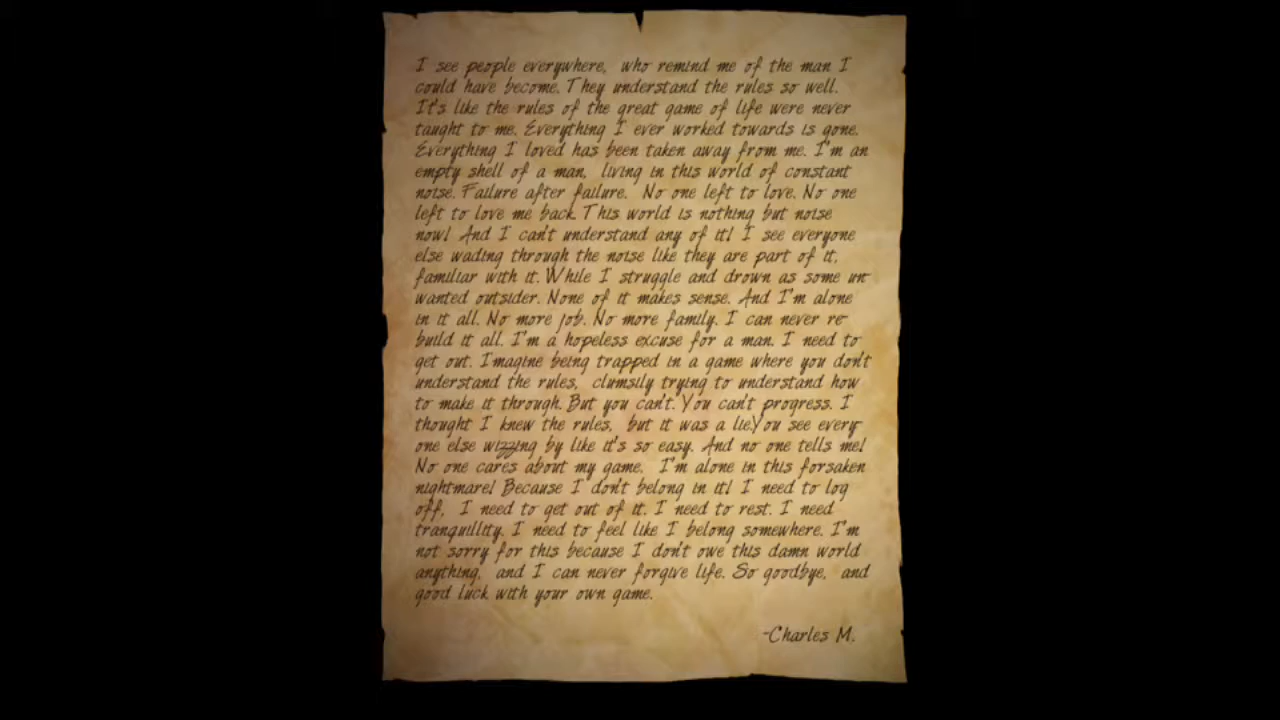 I see people everywhere, who remind me of the man I
could have become. They understand the rules so well.
It's like the rules of the great game of life were never
taught to me. Everything I ever worked towards is gone.
Everything I loved has been taken away from me. I'm an
empty shell of a man, living in this world of constant
noise. Failure after failure. No one left to love. No one
left to love me back. This world is nothing but noise
now! And I can't understand any of it! I see everyone
else wading through the noise like they are part of it,
familiar with it. While I struggle and drown as some un-
wanted outsider. None of it makes sense. And I'm alone
in it all. No more job. No more family. I can never re-
build it all. I'm a hopeless excuse for a man. I need to
get out. Imagine being trapped in a game where you don't
understand the rules, clumsily trying to understand how
to make it through. But you can't. You can't progress. I
thought I knew the rules, but it was a lie.You see every-
one else wizzing by like it's so easy. And no one tells me!
No one cares about my game. I'm alone in this forsaken
nightmare! Because I don't belong in it! I need to log
off, I need to get out of it. I need to rest. I need
tranquillity. I need to feel like I belong somewhere. I'm
not sorry for this because I don't owe this damn world
anything, and I can never forgive life. So goodbye, and
good luck with your own game.
-Charles M.